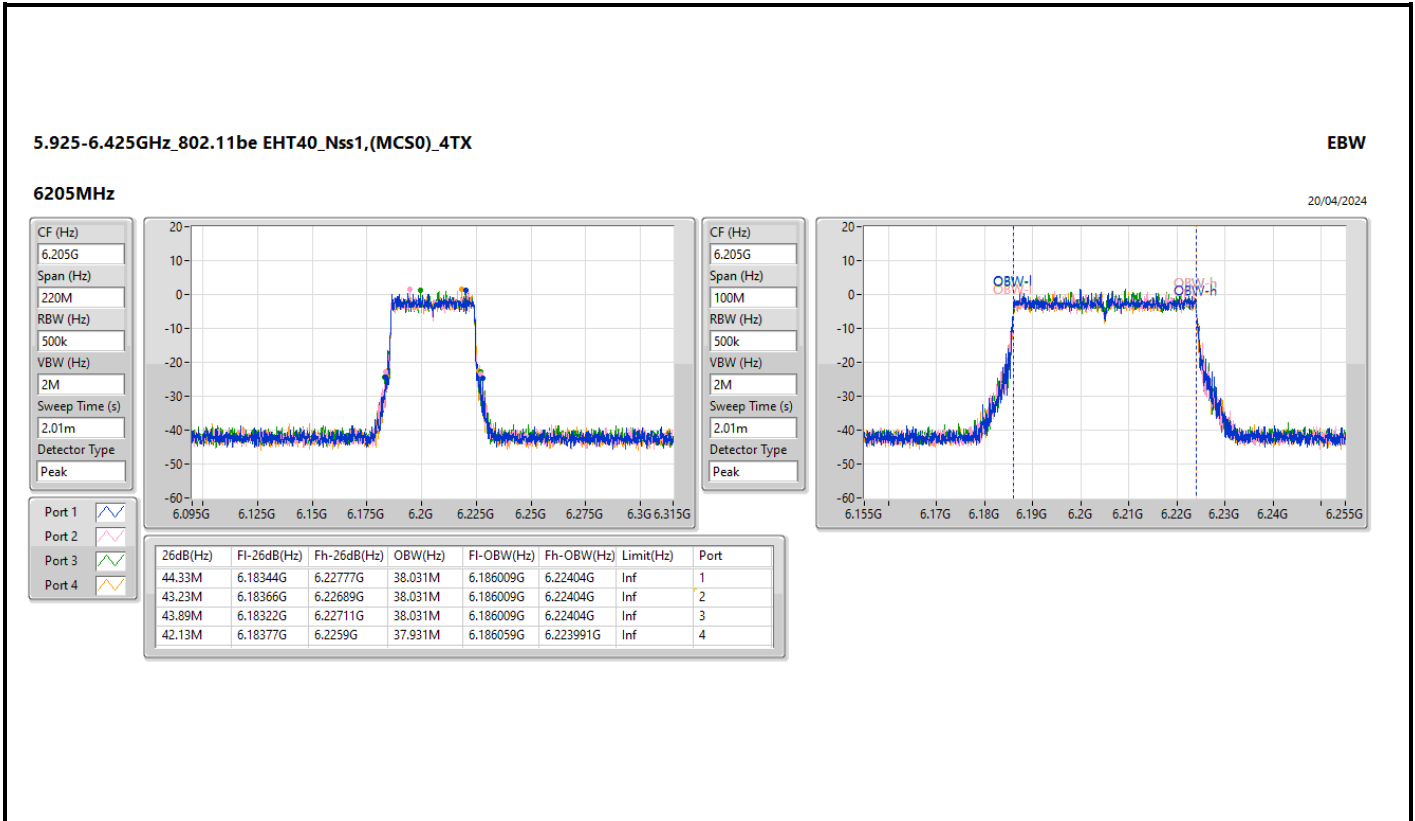 5.925-6.425GHz_802.11be EHT40_Nss1,(MCS0)_4TX
EBW
6205MHz
20/04/2024
CF (Hz)
6.205G
Span (Hz)
220M
RBW (Hz)
500k
VBW (Hz)
2M
Sweep Time (s)
2.01m
Detector Type
Peak
20
10
0
-10
-20
-30
-40
-50
-60
6.095G 6.125G 6.15G 6.175G 6.2G 6.225G 6.25G 6.275G 6.3G 6.315G
CF (Hz)
6.205G
Span (Hz)
100M
RBW (Hz)
500k
VBW (Hz)
2M
Sweep Time (s)
2.01m
Detector Type
Peak
20
10
0
-10
-20
-30
-40
-50
-60
OBW-l
OBW-l
OBW-h
OBW-h
6.155G 6.17G 6.18G 6.19G 6.2G 6.21G 6.22G 6.23G 6.24G 6.255G
Port 1
Port 2
Port 3
Port 4
26dB(Hz) Fl-26dB(Hz) Fh-26dB(Hz) OBW(Hz) Fl-OBW(Hz) Fh-OBW(Hz) Limit(Hz) Port
44.33M 6.18344G 6.22777G 38.031M 6.186009G 6.22404G Inf 1
43.23M 6.18366G 6.22689G 38.031M 6.186009G 6.22404G Inf 2
43.89M 6.18322G 6.22711G 38.031M 6.186009G 6.22404G Inf 3
42.13M 6.18377G 6.2259G 37.931M 6.186059G 6.223991G Inf 4